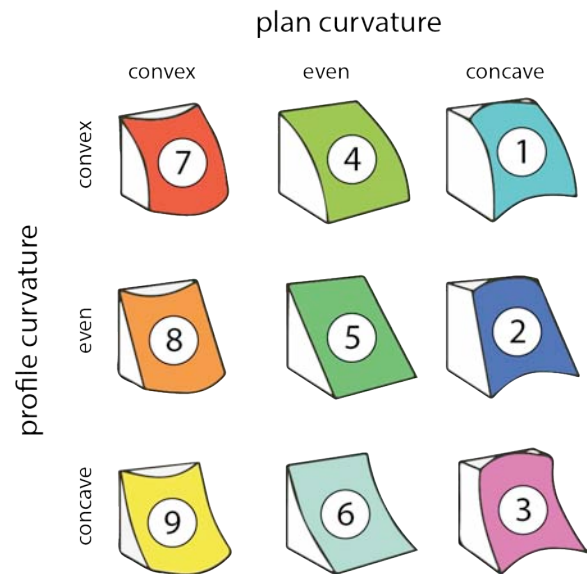 plan curvature
convex even concave
profile curvature
convex
7 4 1
even
8 5 2
concave
9 6 3